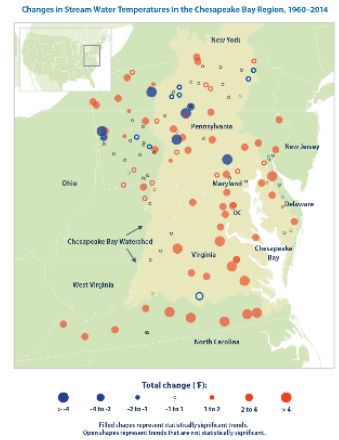 Changes in Stream Water Temperatures in the Chesapeake Bay Region, 1960–2014
New York
Pennsylvania
New Jersey
Ohio
Maryland
Delaware
DC
Chesapeake Bay Watershed
Chesapeake
Bay
Virginia
West Virginia
North Carolina
Total change (°F):
> -4
-4 to -2
-2 to -1
-1 to 1
1 to 2
2 to 4
> 4
Filled shapes represent statistically significant trends.
Open shapes represent trends that are not statistically significant.